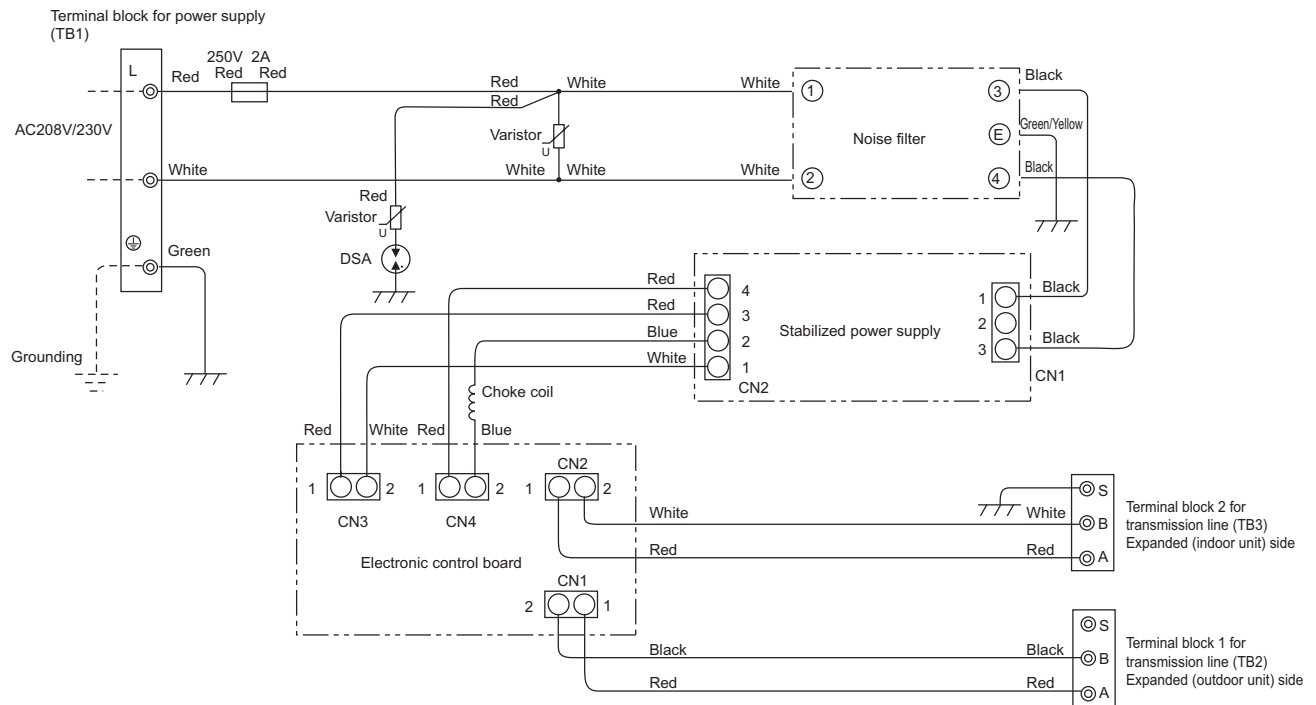 Terminal block for power supply
(TB1)
L
250V 2A
Red
Red
Red
AC208V/230V
White
Green
Grounding
Red
Red
White
White
Varistor
U
White
White
White
Red
Varistor
U
DSA
1
2
Noise filter
3
E
4
Black
Green/Yellow
Black
Stabilized power supply
Red
4
Red
3
Blue
2
White
1
CN2
1
2
3
Black
Black
CN1
Choke coil
Red
White
Red
Blue
1
2
CN3
1
2
CN4
CN2
1
2
Electronic control board
CN1
2
1
White
White
Red
Red
S
B
A
Terminal block 2 for
transmission line (TB3)
Expanded (indoor unit) side
Black
Black
Red
Red
S
B
A
Terminal block 1 for
transmission line (TB2)
Expanded (outdoor unit) side